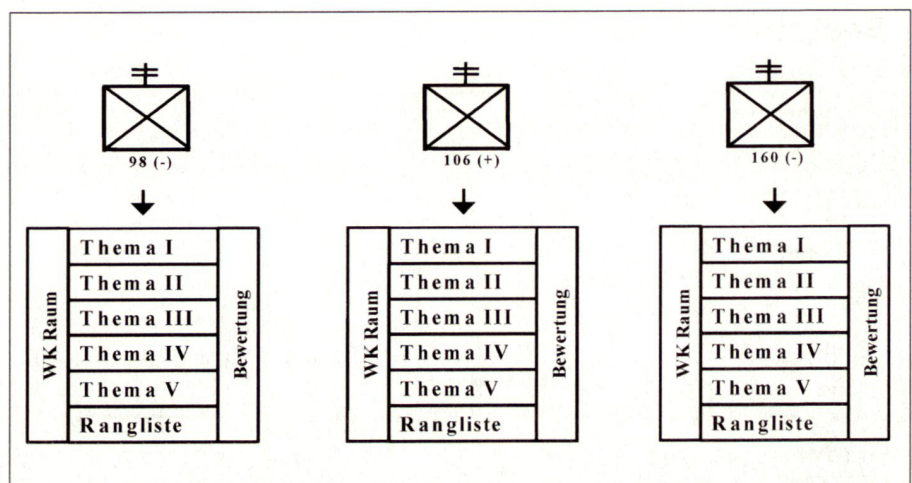 98 (-)
106 (+)
160 (-)
WK Raum
Thema I
Thema II
Thema III
Thema IV
Thema V
Rangliste
Bewertung
WK Raum
Thema I
Thema II
Thema III
Thema IV
Thema V
Rangliste
Bewertung
WK Raum
Thema I
Thema II
Thema III
Thema IV
Thema V
Rangliste
Bewertung